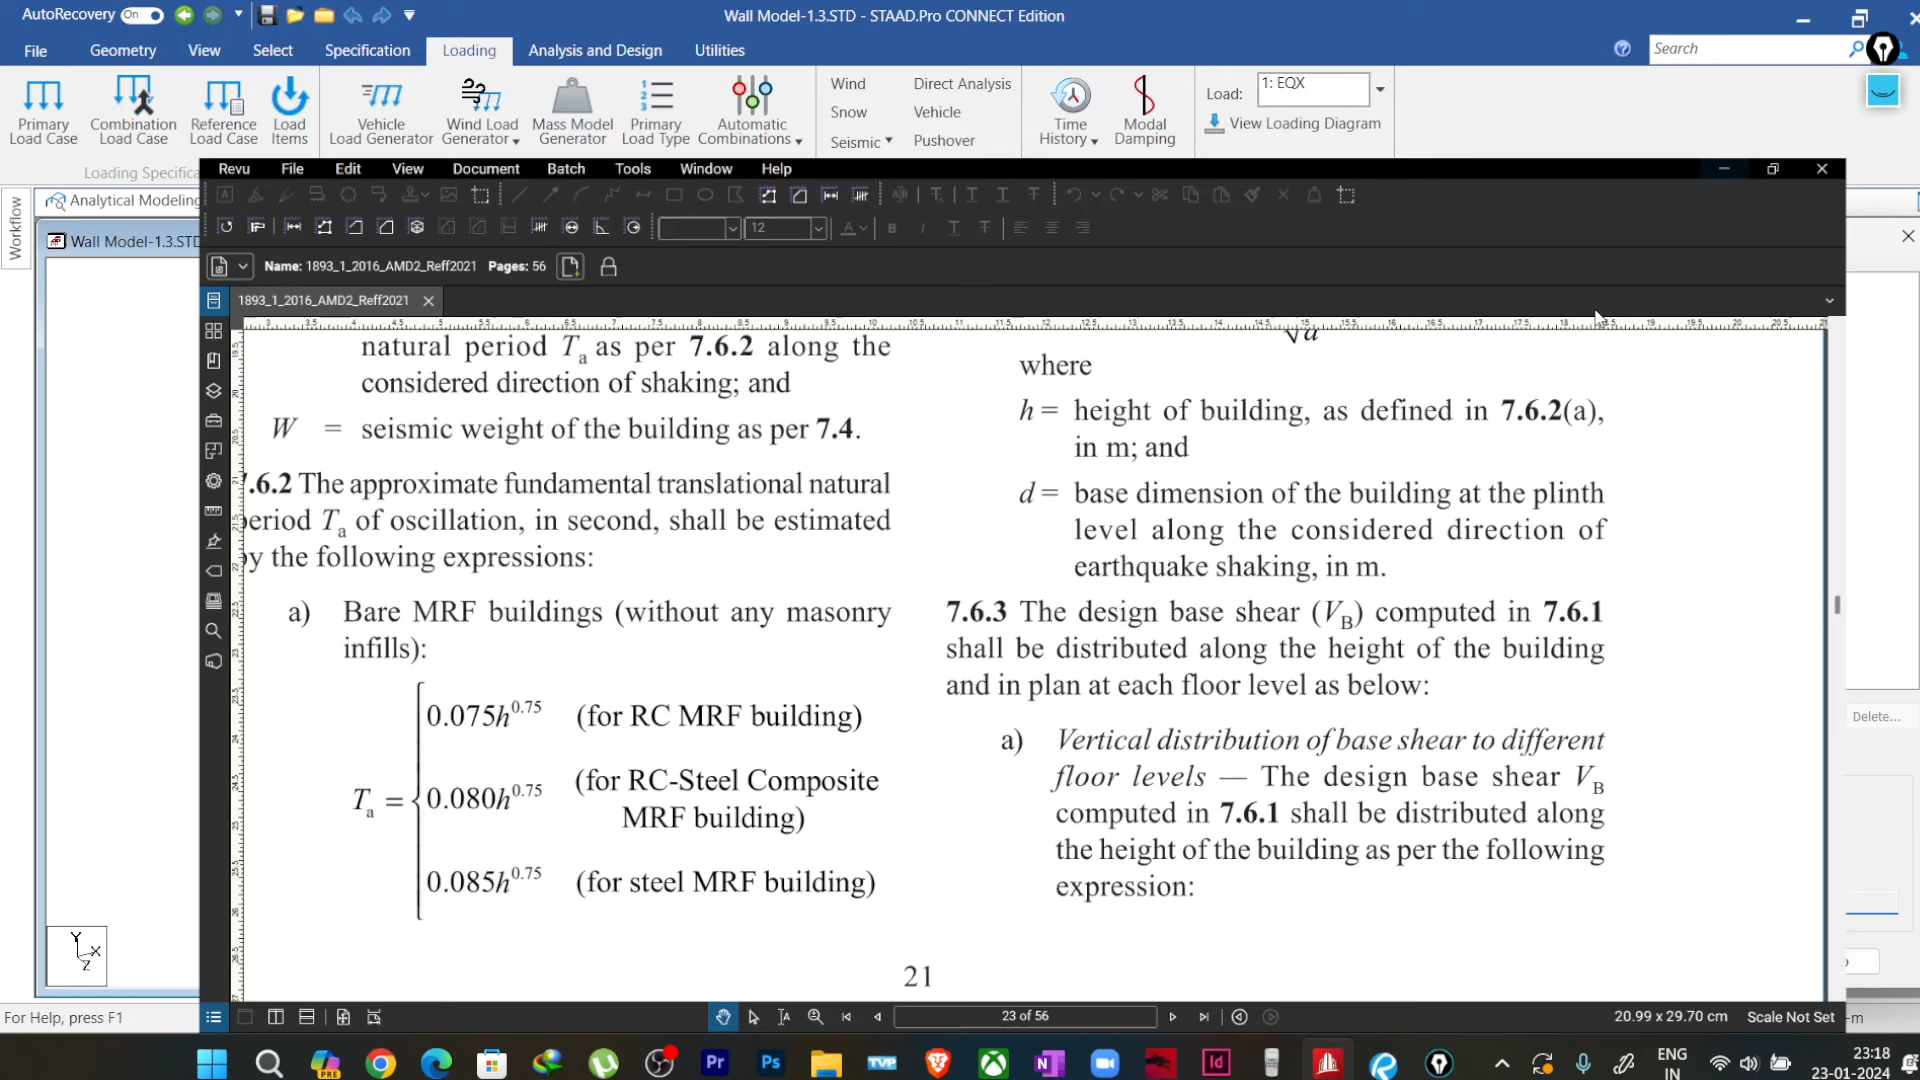 AutoRecovery On
Wall Model-1.3.STD - STAAD.Pro CONNECT Edition
File Geometry View Select Specification Loading Analysis and Design Utilities
Search
Primary Load Case
Combination Load Case
Reference Load Case
Load Items
Vehicle Load Generator
Wind Load Generator
Mass Model Generator
Primary Load Type
Automatic Combinations
Wind
Snow
Seismic
Direct Analysis
Vehicle
Pushover
Time History
Modal Damping
Load: 1: EQX
View Loading Diagram
Loading Specifica
Workflow
Analytical Modeling
Wall Model-1.3.STD
Revu File Edit View Document Batch Tools Window Help
12
Name: 1893_1_2016_AMD2_Reff2021 Pages: 56
1893_1_2016_AMD2_Reff2021
natural period Ta as per 7.6.2 along the
considered direction of shaking; and
W = seismic weight of the building as per 7.4.
7.6.2 The approximate fundamental translational natural
period Ta of oscillation, in second, shall be estimated
by the following expressions:
a) Bare MRF buildings (without any masonry
infills):
0.075h^0.75 (for RC MRF building)
Ta = 0.080h^0.75 (for RC-Steel Composite
MRF building)
0.085h^0.75 (for steel MRF building)
√d
where
h = height of building, as defined in 7.6.2(a),
in m; and
d = base dimension of the building at the plinth
level along the considered direction of
earthquake shaking, in m.
7.6.3 The design base shear (VB) computed in 7.6.1
shall be distributed along the height of the building
and in plan at each floor level as below:
a) Vertical distribution of base shear to different
floor levels — The design base shear VB
computed in 7.6.1 shall be distributed along
the height of the building as per the following
expression:
21
Delete...
Y
X
Z
For Help, press F1
23 of 56
20.99 x 29.70 cm
Scale Not Set
-m
ENG
IN
23:18
23-01-2024